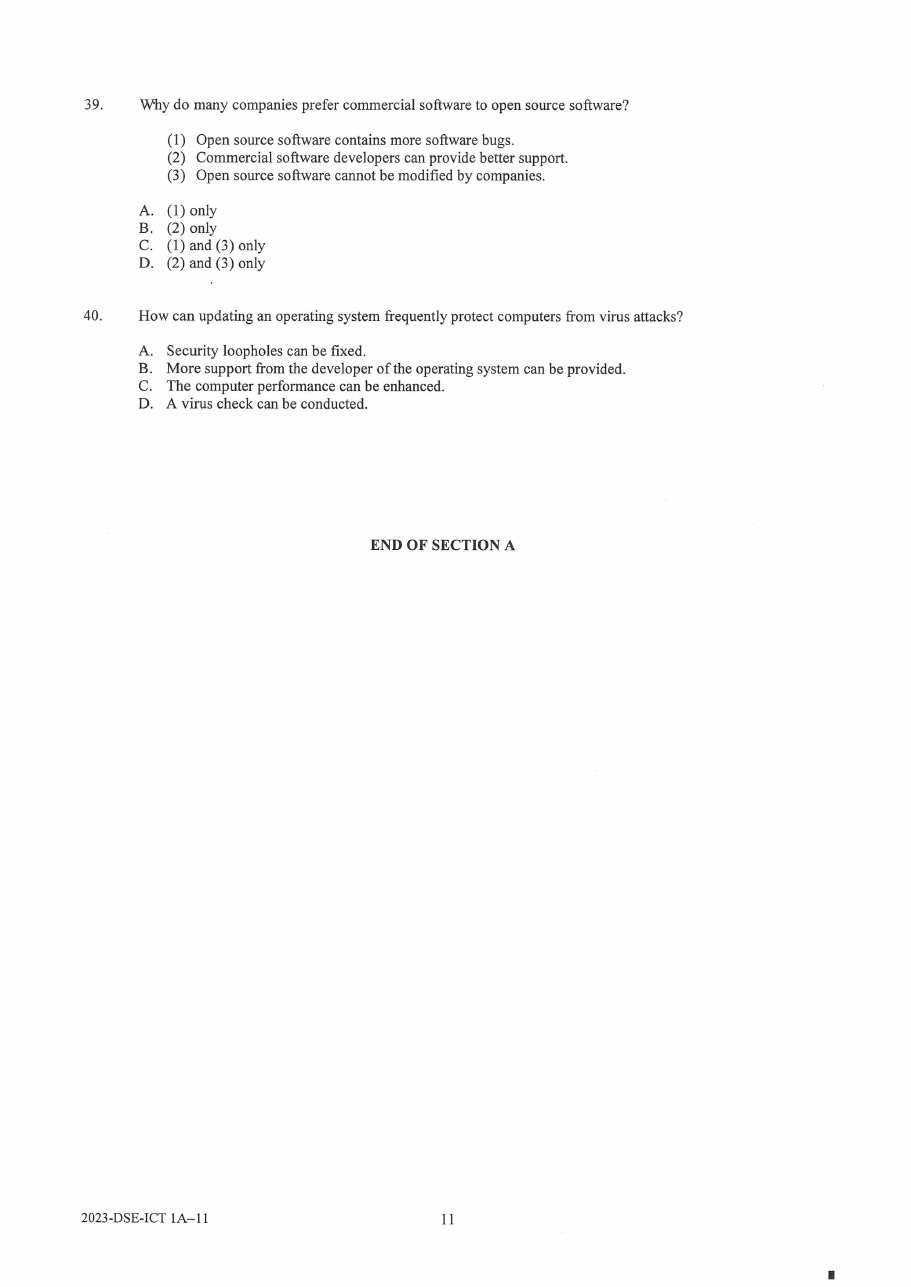 39. Why do many companies prefer commercial software to open source software?
(1) Open source software contains more software bugs.
(2) Commercial software developers can provide better support.
(3) Open source software cannot be modified by companies.
A. (1) only
B. (2) only
C. (1) and (3) only
D. (2) and (3) only
40. How can updating an operating system frequently protect computers from virus attacks?
A. Security loopholes can be fixed.
B. More support from the developer of the operating system can be provided.
C. The computer performance can be enhanced.
D. A virus check can be conducted.
END OF SECTION A
2023-DSE-ICT 1A–11 11